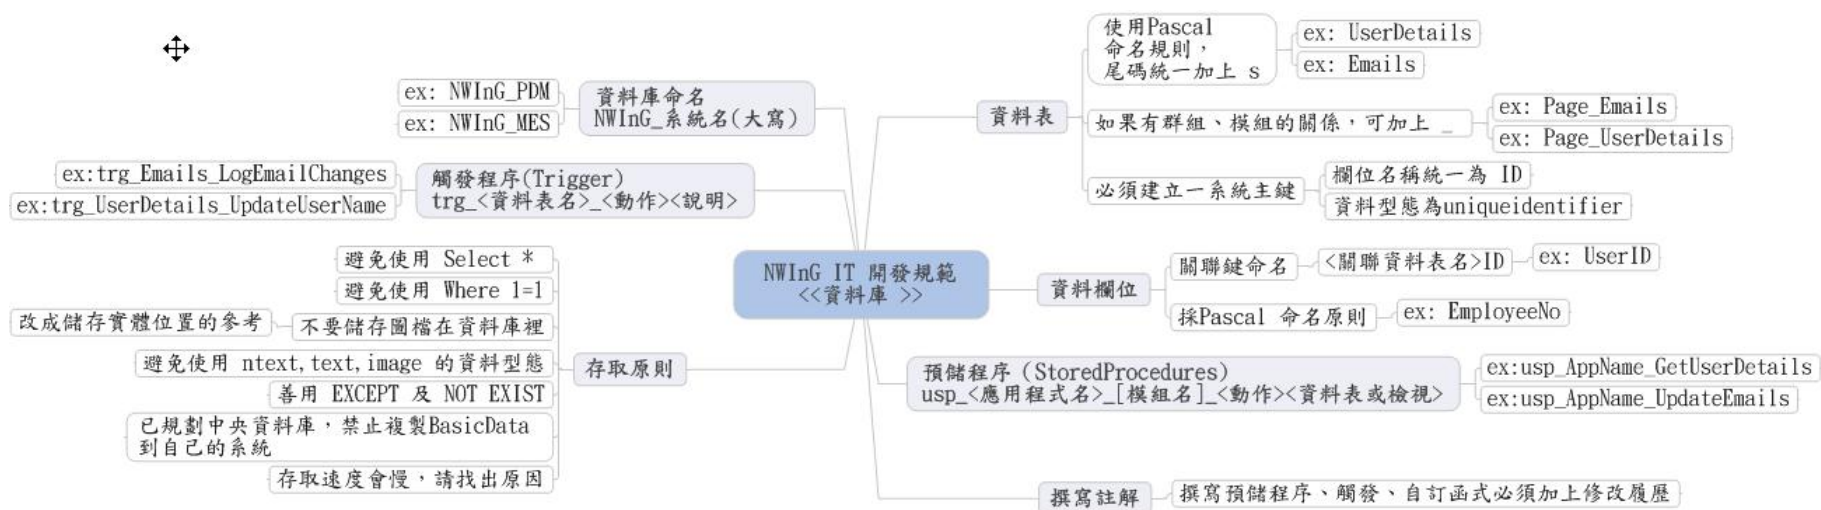 NWInG IT 開發規範
<<資料庫 >>
資料庫命名
NWInG_系統名(大寫)
ex: NWInG_PDM
ex: NWInG_MES
觸發程序(Trigger)
trg_<資料表名>_<動作><說明>
ex:trg_Emails_LogEmailChanges
ex:trg_UserDetails_UpdateUserName
存取原則
避免使用 Select *
避免使用 Where 1=1
不要儲存圖檔在資料庫裡
改成儲存實體位置的參考
避免使用 ntext,text,image 的資料型態
善用 EXCEPT 及 NOT EXIST
已規劃中央資料庫，禁止複製BasicData
到自己的系統
存取速度會慢，請找出原因
資料表
使用Pascal
命名規則，
尾碼統一加上 s
ex: UserDetails
ex: Emails
如果有群組、模組的關係，可加上 _
ex: Page_Emails
ex: Page_UserDetails
必須建立一系統主鍵
欄位名稱統一為 ID
資料型態為uniqueidentifier
資料欄位
關聯鍵命名
<關聯資料表名>ID
ex: UserID
採Pascal 命名原則
ex: EmployeeNo
預儲程序 (StoredProcedures)
usp_<應用程式名>_[模組名]_<動作><資料表或檢視>
ex:usp_AppName_GetUserDetails
ex:usp_AppName_UpdateEmails
撰寫註解
撰寫預儲程序、觸發、自訂函式必須加上修改履歷